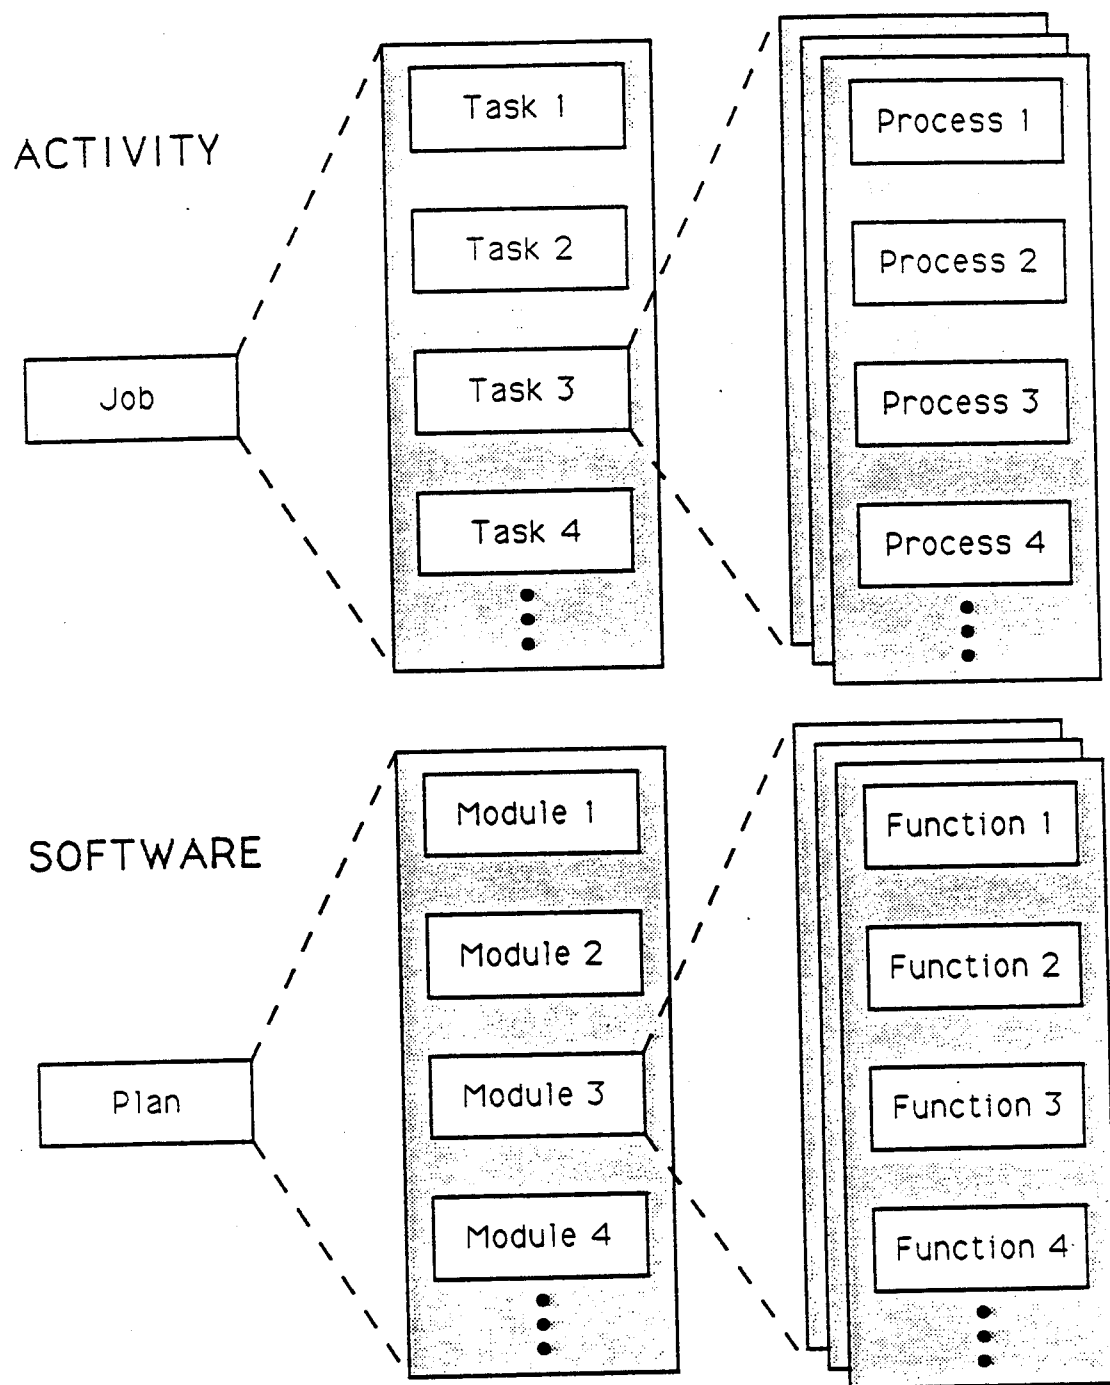 ACTIVITY
Job
Task 1
Task 2
Task 3
Task 4
Process 1
Process 2
Process 3
Process 4
SOFTWARE
Plan
Module 1
Module 2
Module 3
Module 4
Function 1
Function 2
Function 3
Function 4